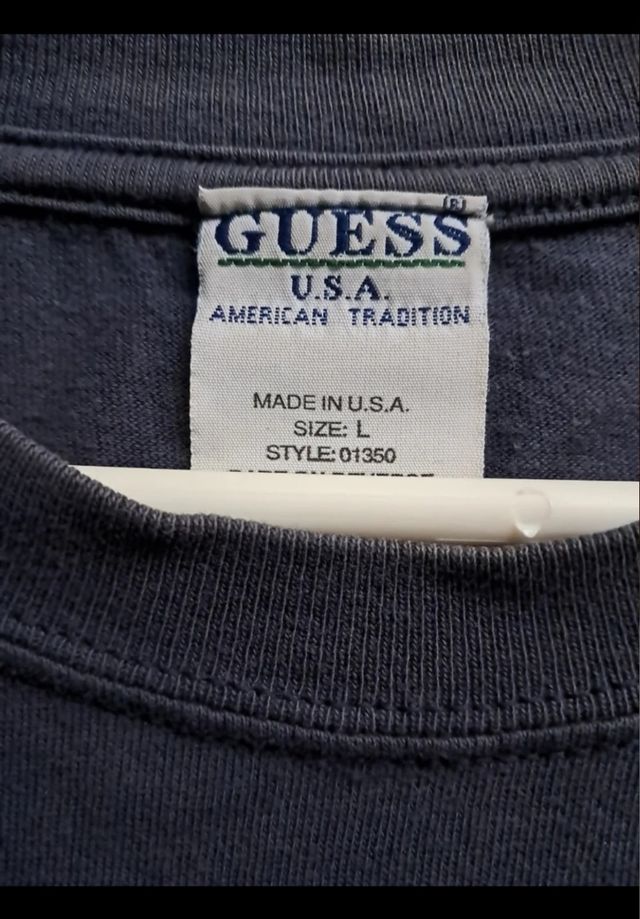 GUESS®
U.S.A.
AMERICAN TRADITION
MADE IN U.S.A.
SIZE: L
STYLE: 01350